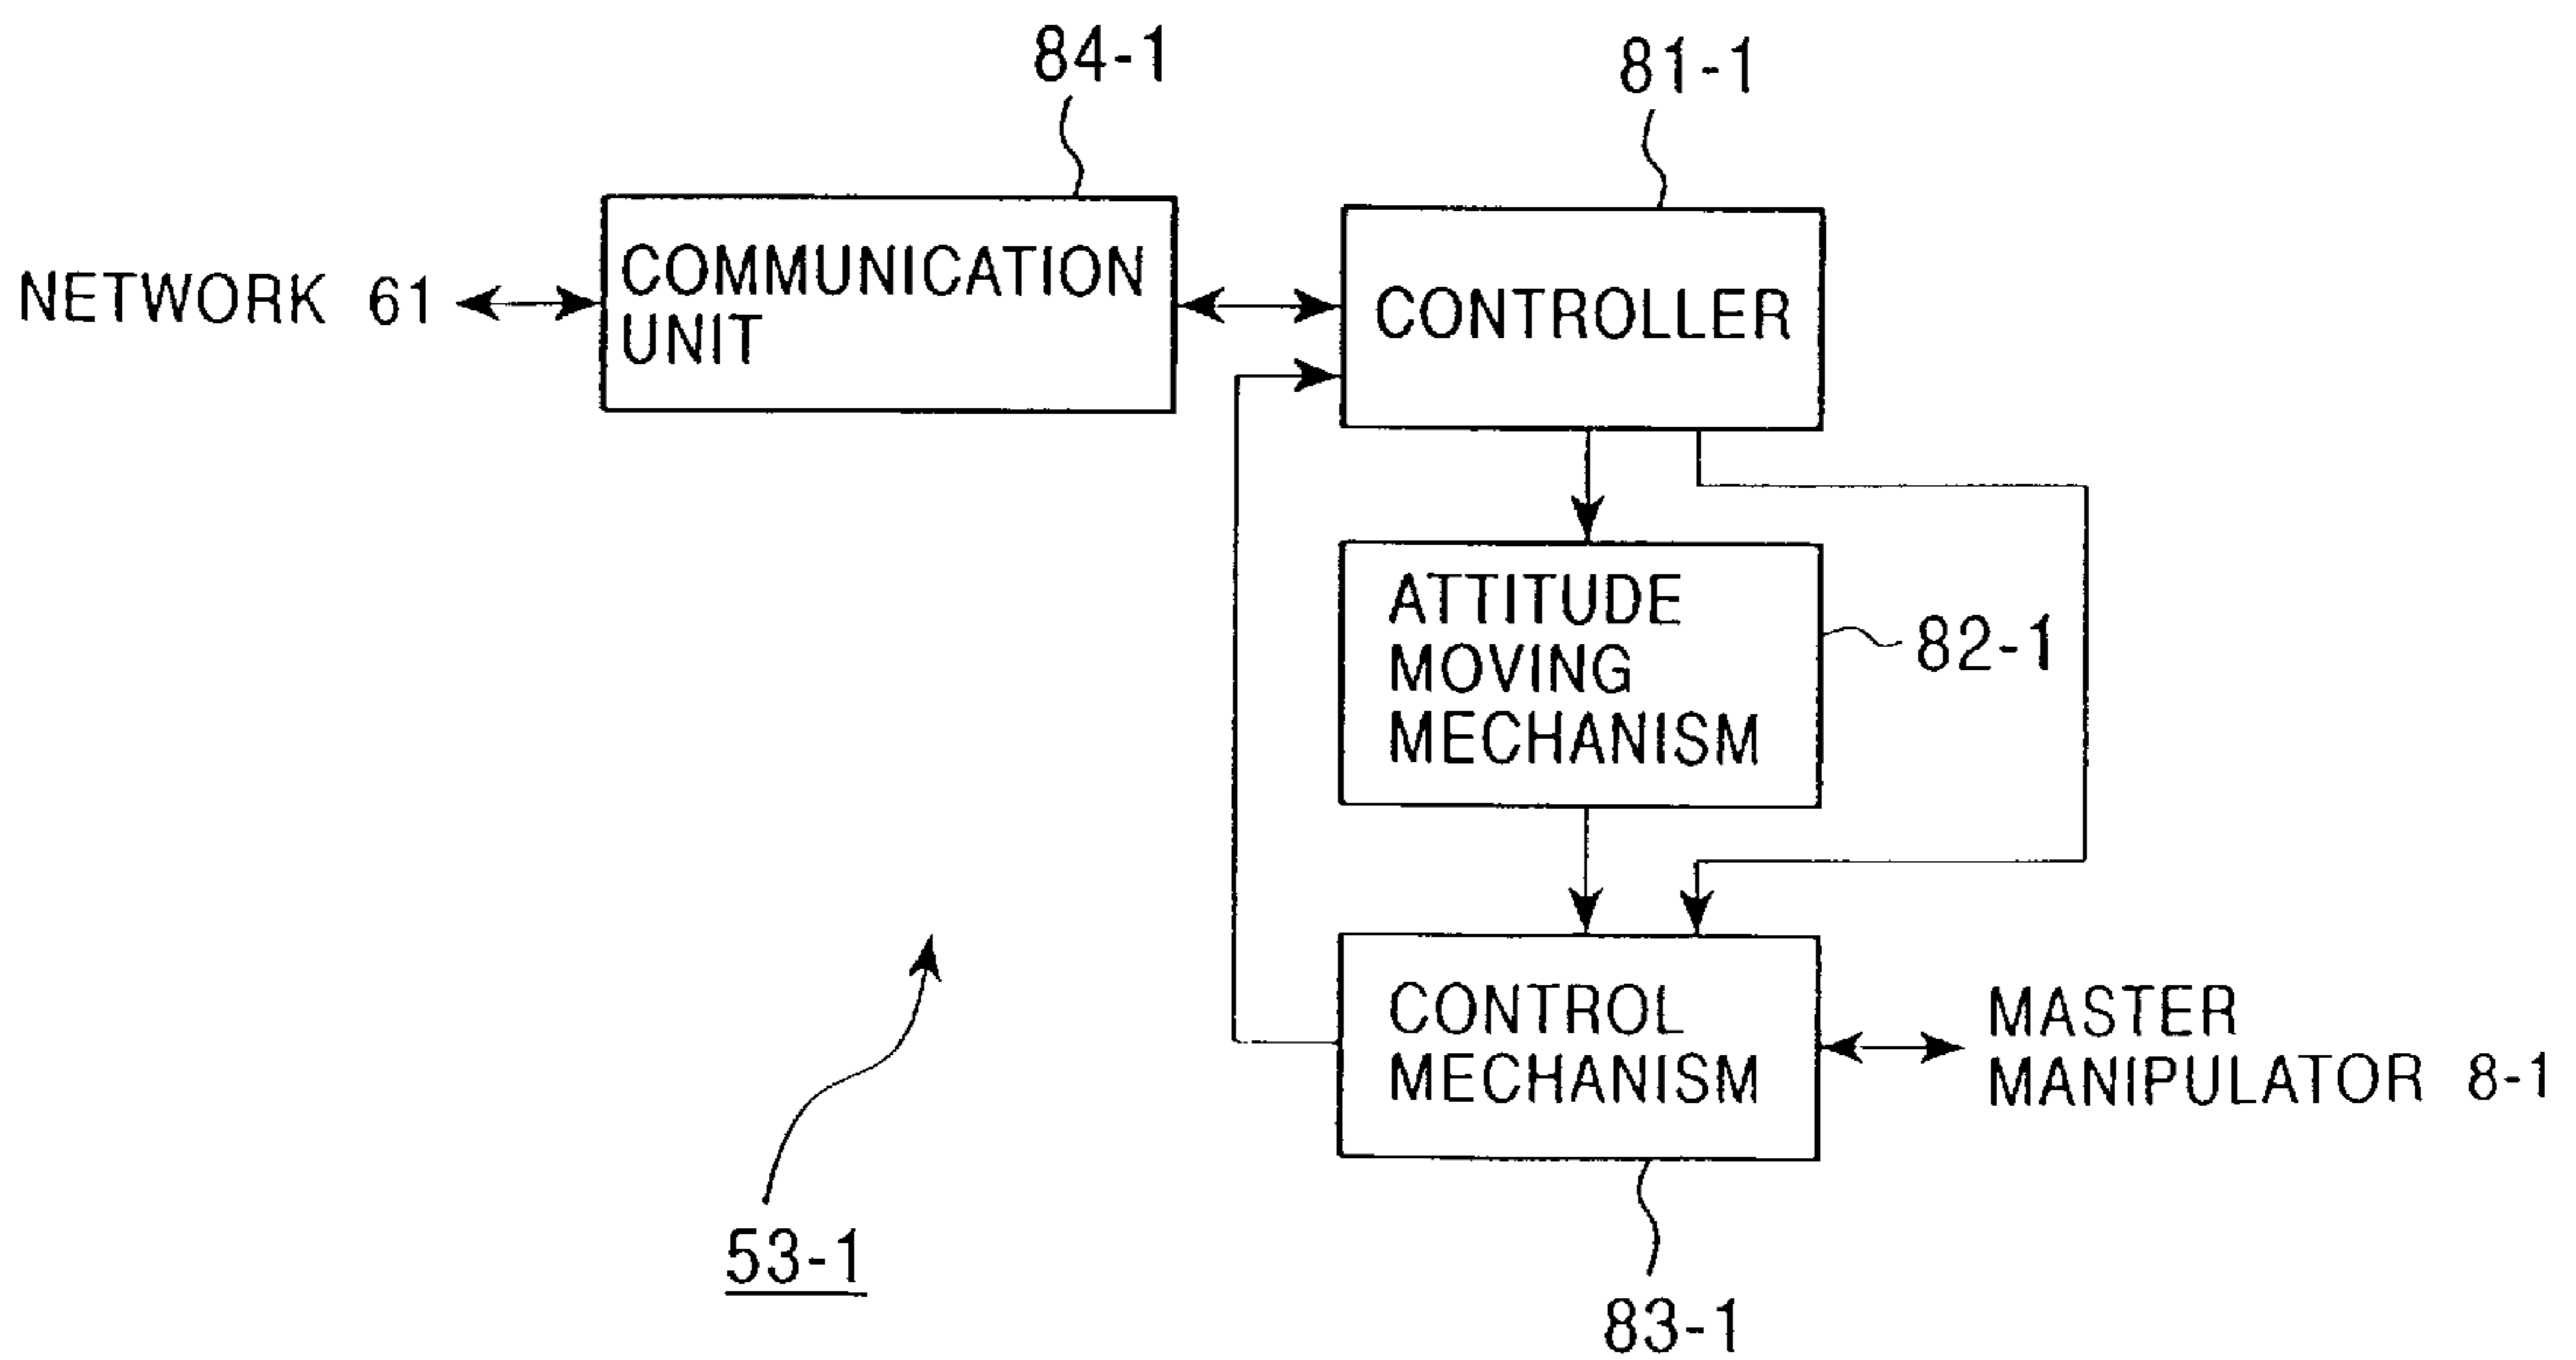 84-1
81-1
NETWORK 61
COMMUNICATION
UNIT
CONTROLLER
ATTITUDE
MOVING
MECHANISM
82-1
CONTROL
MECHANISM
MASTER
MANIPULATOR 8-1
53-1
83-1